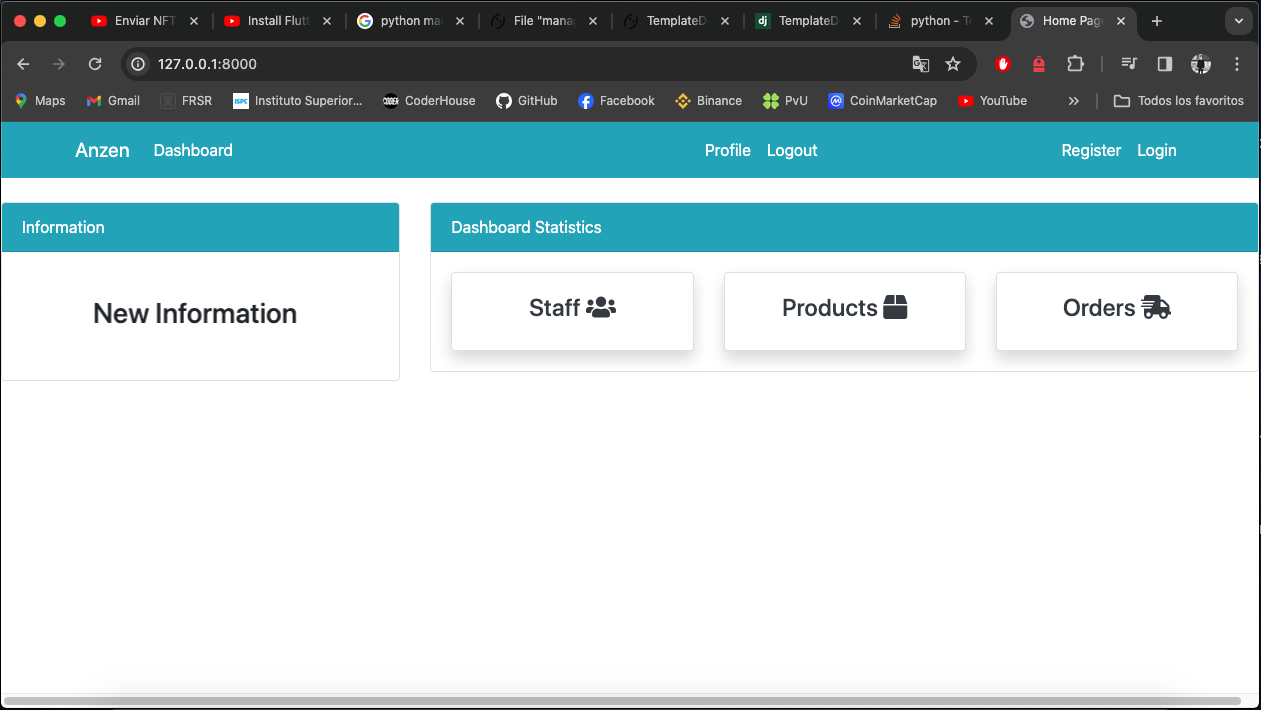 Enviar NFT
Install Flutt
python ma
File "mana
TemplateD
TemplateD
python - Te
Home Page
127.0.0.1:8000
Maps
Gmail
FRSR
ISPC
Instituto Superior...
CoderHouse
GitHub
Facebook
Binance
PvU
CoinMarketCap
YouTube
Todos los favoritos
Anzen Dashboard Profile Logout Register Login
Information
New Information
Dashboard Statistics
Staff
Products
Orders